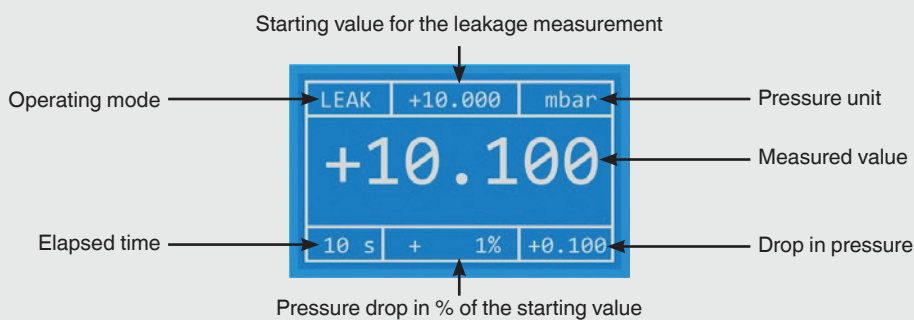 Starting value for the leakage measurement
Operating mode
LEAK +10.000 mbar
Pressure unit
+10.100
Measured value
Elapsed time
10 s + 1% +0.100
Drop in pressure
Pressure drop in % of the starting value